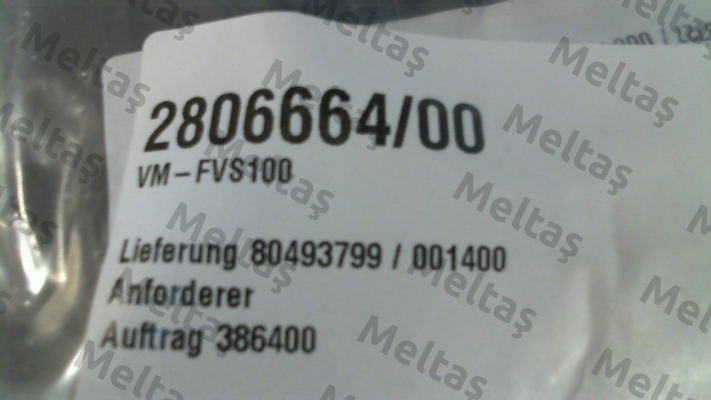 2806664/00
VM-FVS100
Lieferung 80493799 / 001400
Anforderer
Auftrag 386400
Meltaş